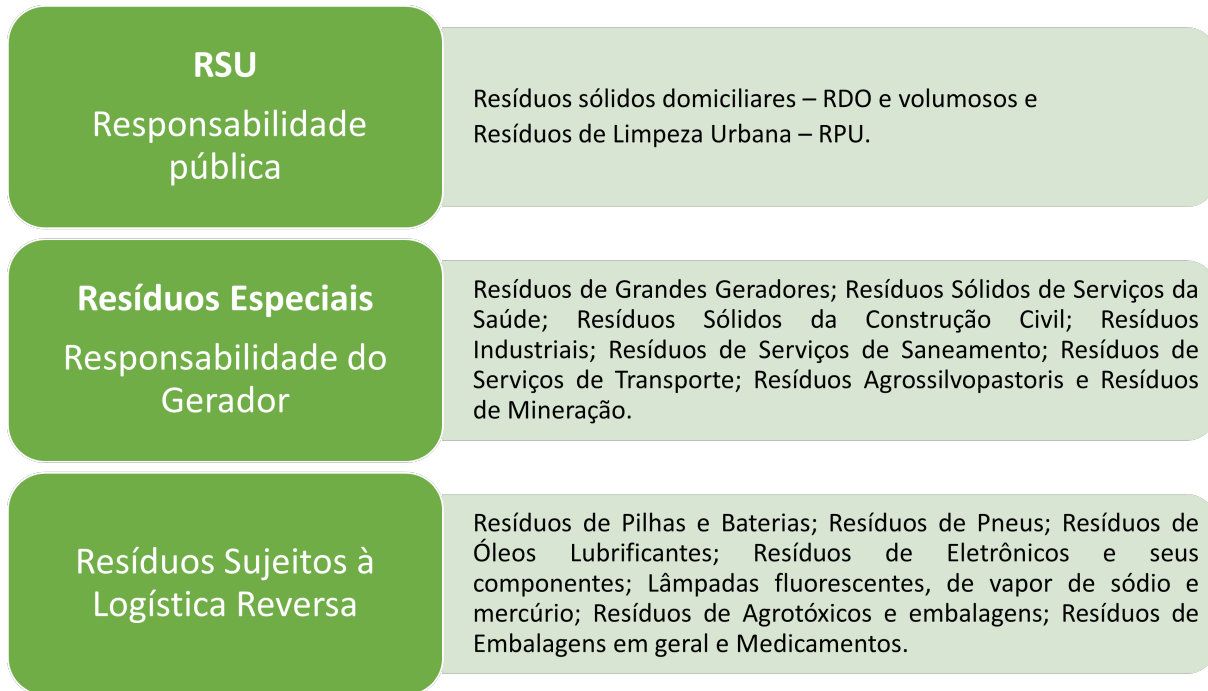 RSU
Responsabilidade
pública
Resíduos sólidos domiciliares – RDO e volumosos e
Resíduos de Limpeza Urbana – RPU.
Resíduos Especiais
Responsabilidade do
Gerador
Resíduos de Grandes Geradores; Resíduos Sólidos de Serviços da
Saúde; Resíduos Sólidos da Construção Civil; Resíduos
Industriais; Resíduos de Serviços de Saneamento; Resíduos de
Serviços de Transporte; Resíduos Agrossilvopastoris e Resíduos
de Mineração.
Resíduos Sujeitos à
Logística Reversa
Resíduos de Pilhas e Baterias; Resíduos de Pneus; Resíduos de
Óleos Lubrificantes; Resíduos de Eletrônicos e seus
componentes; Lâmpadas fluorescentes, de vapor de sódio e
mercúrio; Resíduos de Agrotóxicos e embalagens; Resíduos de
Embalagens em geral e Medicamentos.